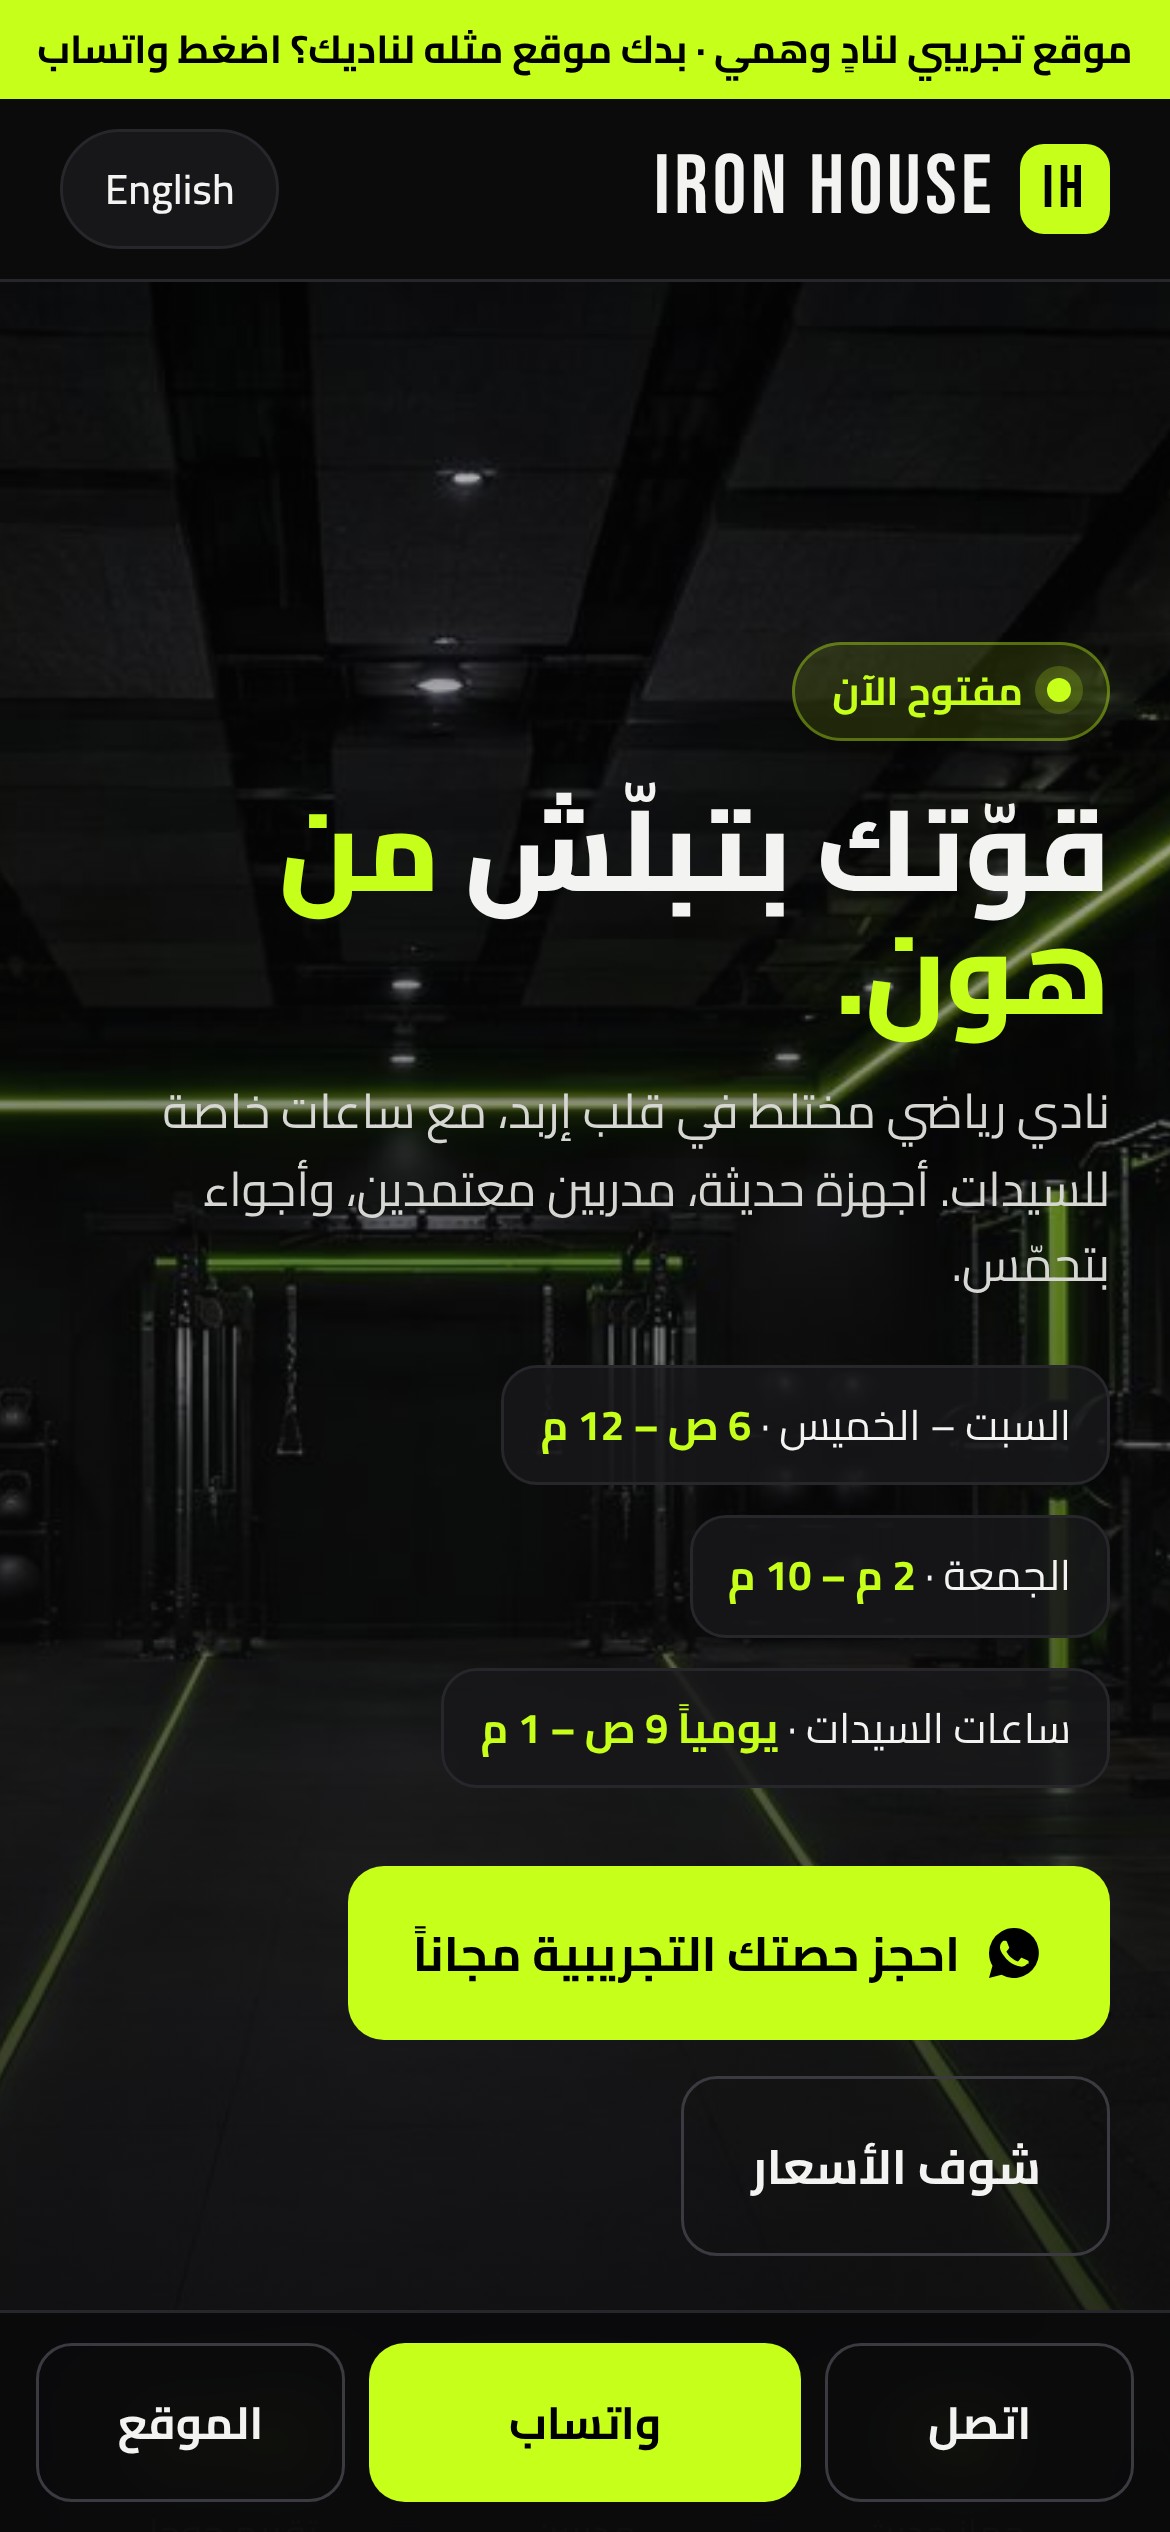 موقع تجريبي لنادٍ وهمي · بدك موقع مثله لناديك؟ اضغط واتساب
IH IRON HOUSE
English
مفتوح الآن
قوّتك بتبلّش من
هون.
نادي رياضي مختلط في قلب إربد، مع ساعات خاصة
للسيدات. أجهزة حديثة، مدربين معتمدين، وأجواء
بتحمّس.
السبت – الخميس · 6 ص – 12 م
الجمعة · 2 م – 10 م
ساعات السيدات · يومياً 9 ص – 1 م
احجز حصتك التجريبية مجاناً
شوف الأسعار
اتصل
واتساب
الموقع